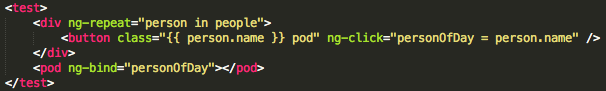 <test>
    <div ng-repeat="person in people">
        <button class="{{ person.name }} pod" ng-click="personOfDay = person.name" />
    </div>
    <pod ng-bind="personOfDay"></pod>
</test>